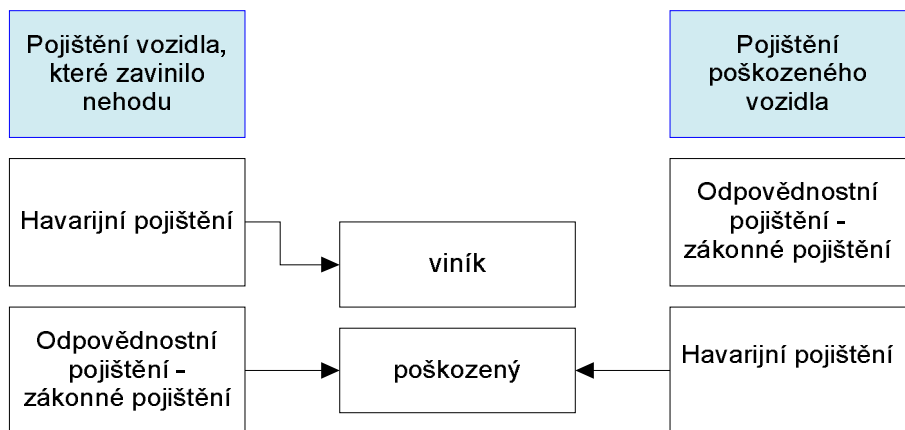 Pojištění vozidla,
které zavinilo
nehodu
Pojištění
poškozeného
vozidla
Havarijní pojištění
Odpovědnostní
pojištění -
zákonné pojištění
viník
Odpovědnostní
pojištění -
zákonné pojištění
poškozený
Havarijní pojištění